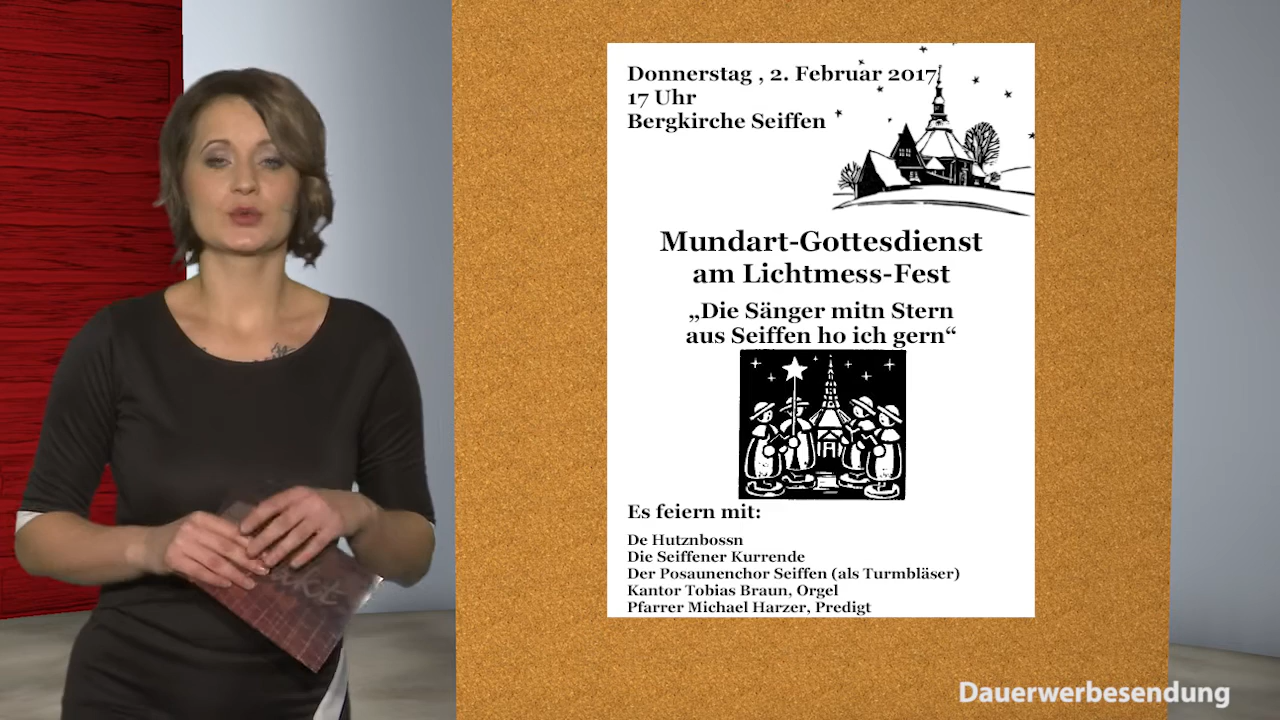 Donnerstag , 2. Februar 2017,
17 Uhr
Bergkirche Seiffen
Mundart-Gottesdienst
am Lichtmess-Fest
„Die Sänger mitn Stern
aus Seiffen ho ich gern“
Es feiern mit:
De Hutznbossn
Die Seiffener Kurrende
Der Posaunenchor Seiffen (als Turmbläser)
Kantor Tobias Braun, Orgel
Pfarrer Michael Harzer, Predigt
Dauerwerbesendung